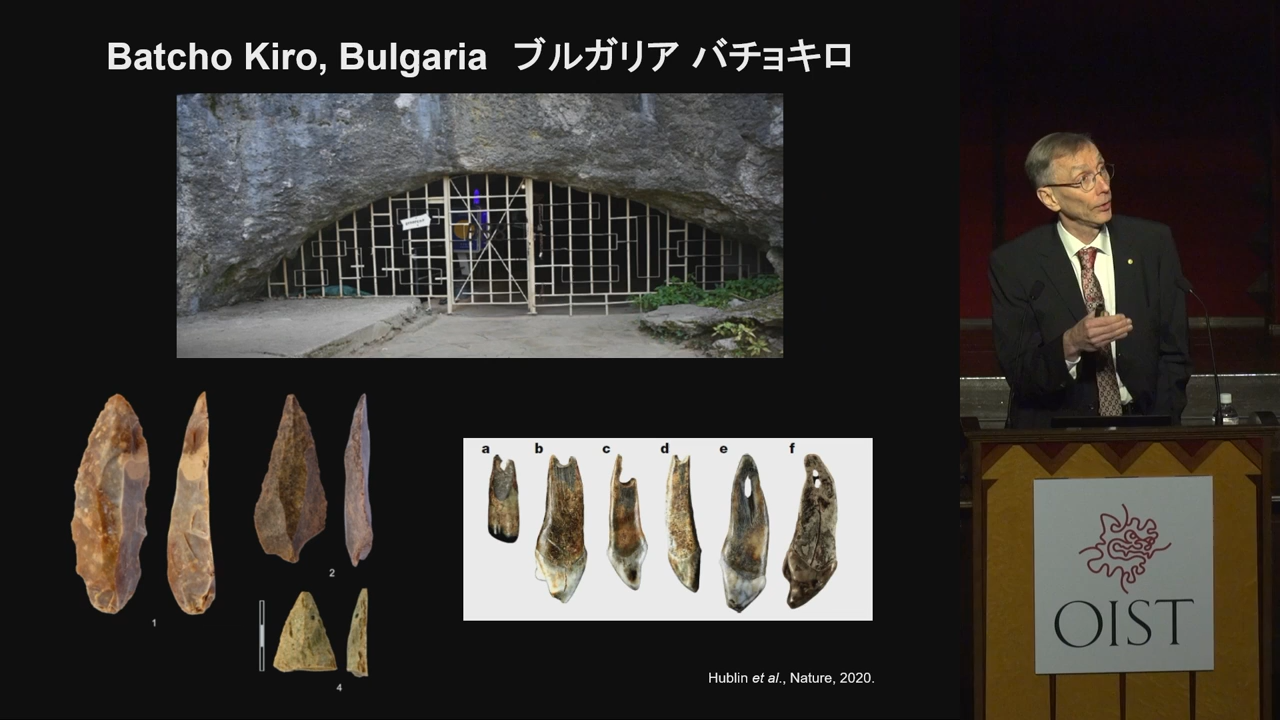 Batcho Kiro, Bulgaria ブルガリア バチョキロ
a b c d e f
1
2
4
Hublin et al., Nature, 2020.
OIST